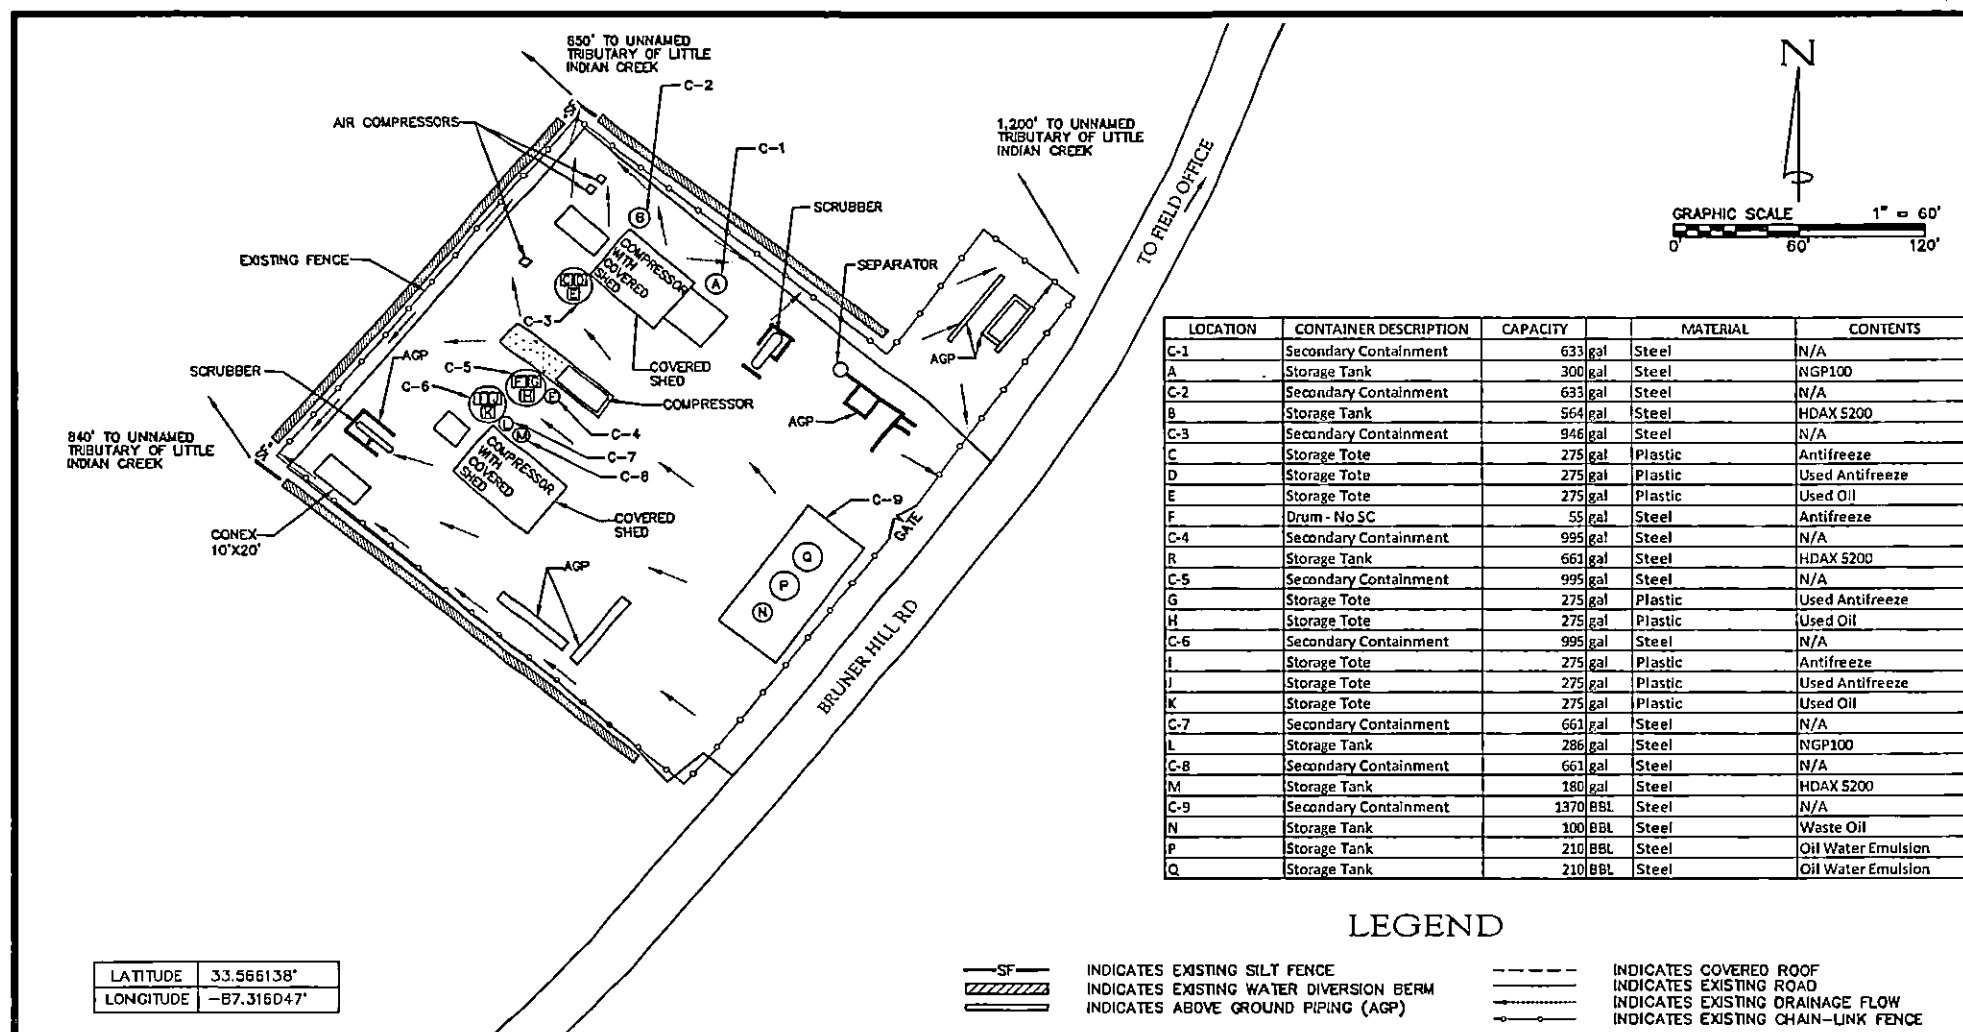 650' TO UNNAMED
TRIBUTARY OF LITTLE
INDIAN CREEK
C-2
AIR COMPRESSORS
C-1
1,200' TO UNNAMED
TRIBUTARY OF LITTLE
INDIAN CREEK
N
SF
SCRUBBER
TO FIELD OFFICE
GRAPHIC SCALE 1" = 60'
0' 60' 120'
B
COMPRESSOR
WITH
COVERED
SHED
EXISTING FENCE
SEPARATOR
A
C D
E
C-3
AGP
AGP
COVERED
SHED
SCRUBBER
C-5
C-6
F G
H
I J
K
F
COMPRESSOR
AGP
L
M
C-4
C-7
C-8
840' TO UNNAMED
TRIBUTARY OF LITTLE
INDIAN CREEK
SF
COMPRESSOR
WITH
COVERED
SHED
C-9
COVERED
SHED
GATE
CONEX
10'X20'
AGP
Q
P
N
BRUNER HILL RD
LOCATION CONTAINER DESCRIPTION CAPACITY MATERIAL CONTENTS
C-1 Secondary Containment 633 gal Steel N/A
A Storage Tank 300 gal Steel NGP100
C-2 Secondary Containment 633 gal Steel N/A
B Storage Tank 564 gal Steel HDAX 5200
C-3 Secondary Containment 946 gal Steel N/A
C Storage Tote 275 gal Plastic Antifreeze
D Storage Tote 275 gal Plastic Used Antifreeze
E Storage Tote 275 gal Plastic Used Oil
F Drum - No SC 55 gal Steel Antifreeze
C-4 Secondary Containment 995 gal Steel N/A
R Storage Tank 661 gal Steel HDAX 5200
C-5 Secondary Containment 995 gal Steel N/A
G Storage Tote 275 gal Plastic Used Antifreeze
H Storage Tote 275 gal Plastic Used Oil
C-6 Secondary Containment 995 gal Steel N/A
I Storage Tote 275 gal Plastic Antifreeze
J Storage Tote 275 gal Plastic Used Antifreeze
K Storage Tote 275 gal Plastic Used Oil
C-7 Secondary Containment 661 gal Steel N/A
L Storage Tank 286 gal Steel NGP100
C-8 Secondary Containment 661 gal Steel N/A
M Storage Tank 180 gal Steel HDAX 5200
C-9 Secondary Containment 1370 BBL Steel N/A
N Storage Tank 100 BBL Steel Waste Oil
P Storage Tank 210 BBL Steel Oil Water Emulsion
Q Storage Tank 210 BBL Steel Oil Water Emulsion
LEGEND
SF INDICATES EXISTING SILT FENCE
INDICATES EXISTING WATER DIVERSION BERM
INDICATES ABOVE GROUND PIPING (AGP)
INDICATES COVERED ROOF
INDICATES EXISTING ROAD
INDICATES EXISTING DRAINAGE FLOW
INDICATES EXISTING CHAIN-LINK FENCE
LATITUDE 33.566138°
LONGITUDE -87.316047°